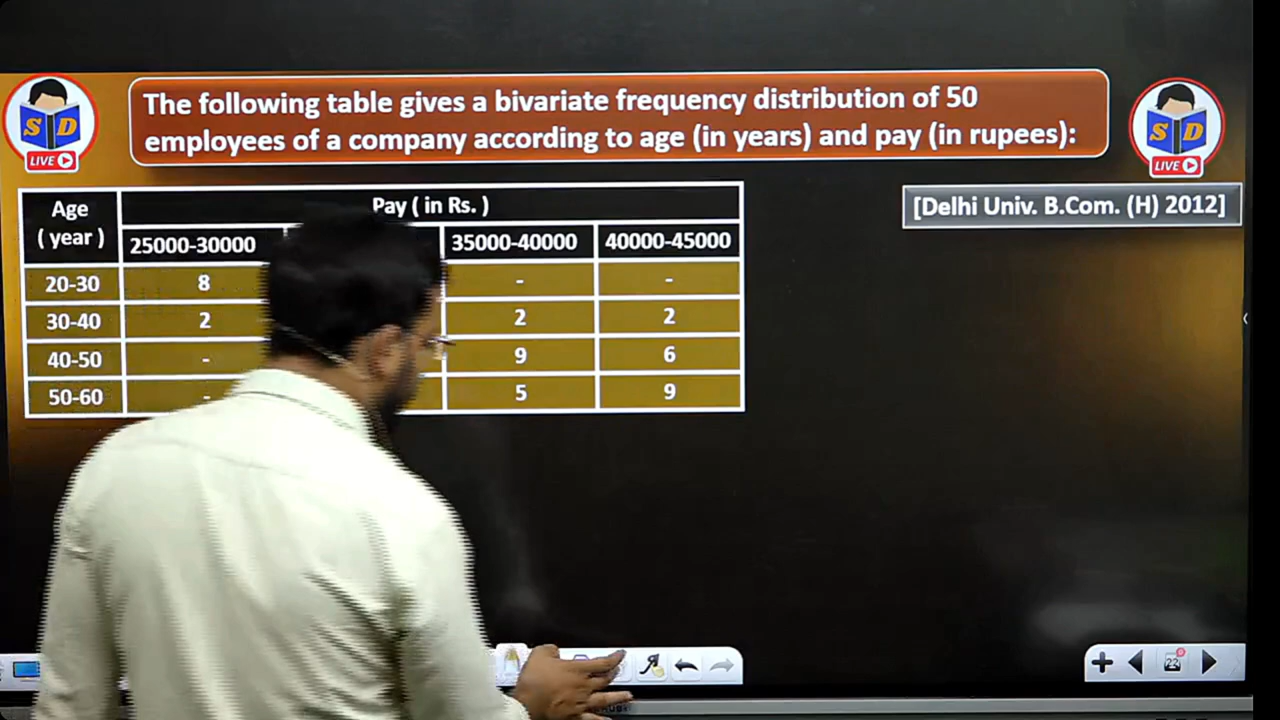 The following table gives a bivariate frequency distribution of 50
employees of a company according to age (in years) and pay (in rupees):
S D
LIVE
S D
LIVE
[Delhi Univ. B.Com. (H) 2012]
Age
( year )
Pay ( in Rs. )
25000-30000 35000-40000 40000-45000
20-30 8 - -
30-40 2 2 2
40-50 - 9 6
50-60 - 5 9
22